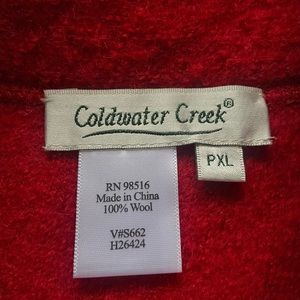 Coldwater Creek®
PXL
RN 98516
Made in China
100% Wool
V#S662
H26424